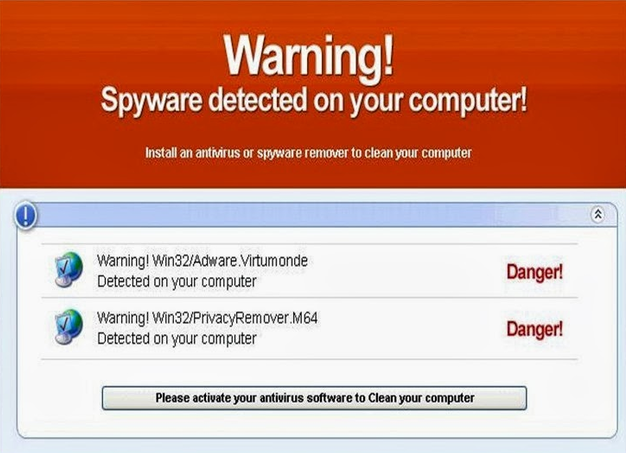 Warning!
Spyware detected on your computer!
Install an antivirus or spyware remover to clean your computer
Warning! Win32/Adware.Virtumonde
Detected on your computer
Danger!
Warning! Win32/PrivacyRemover.M64
Detected on your computer
Danger!
Please activate your antivirus software to Clean your computer